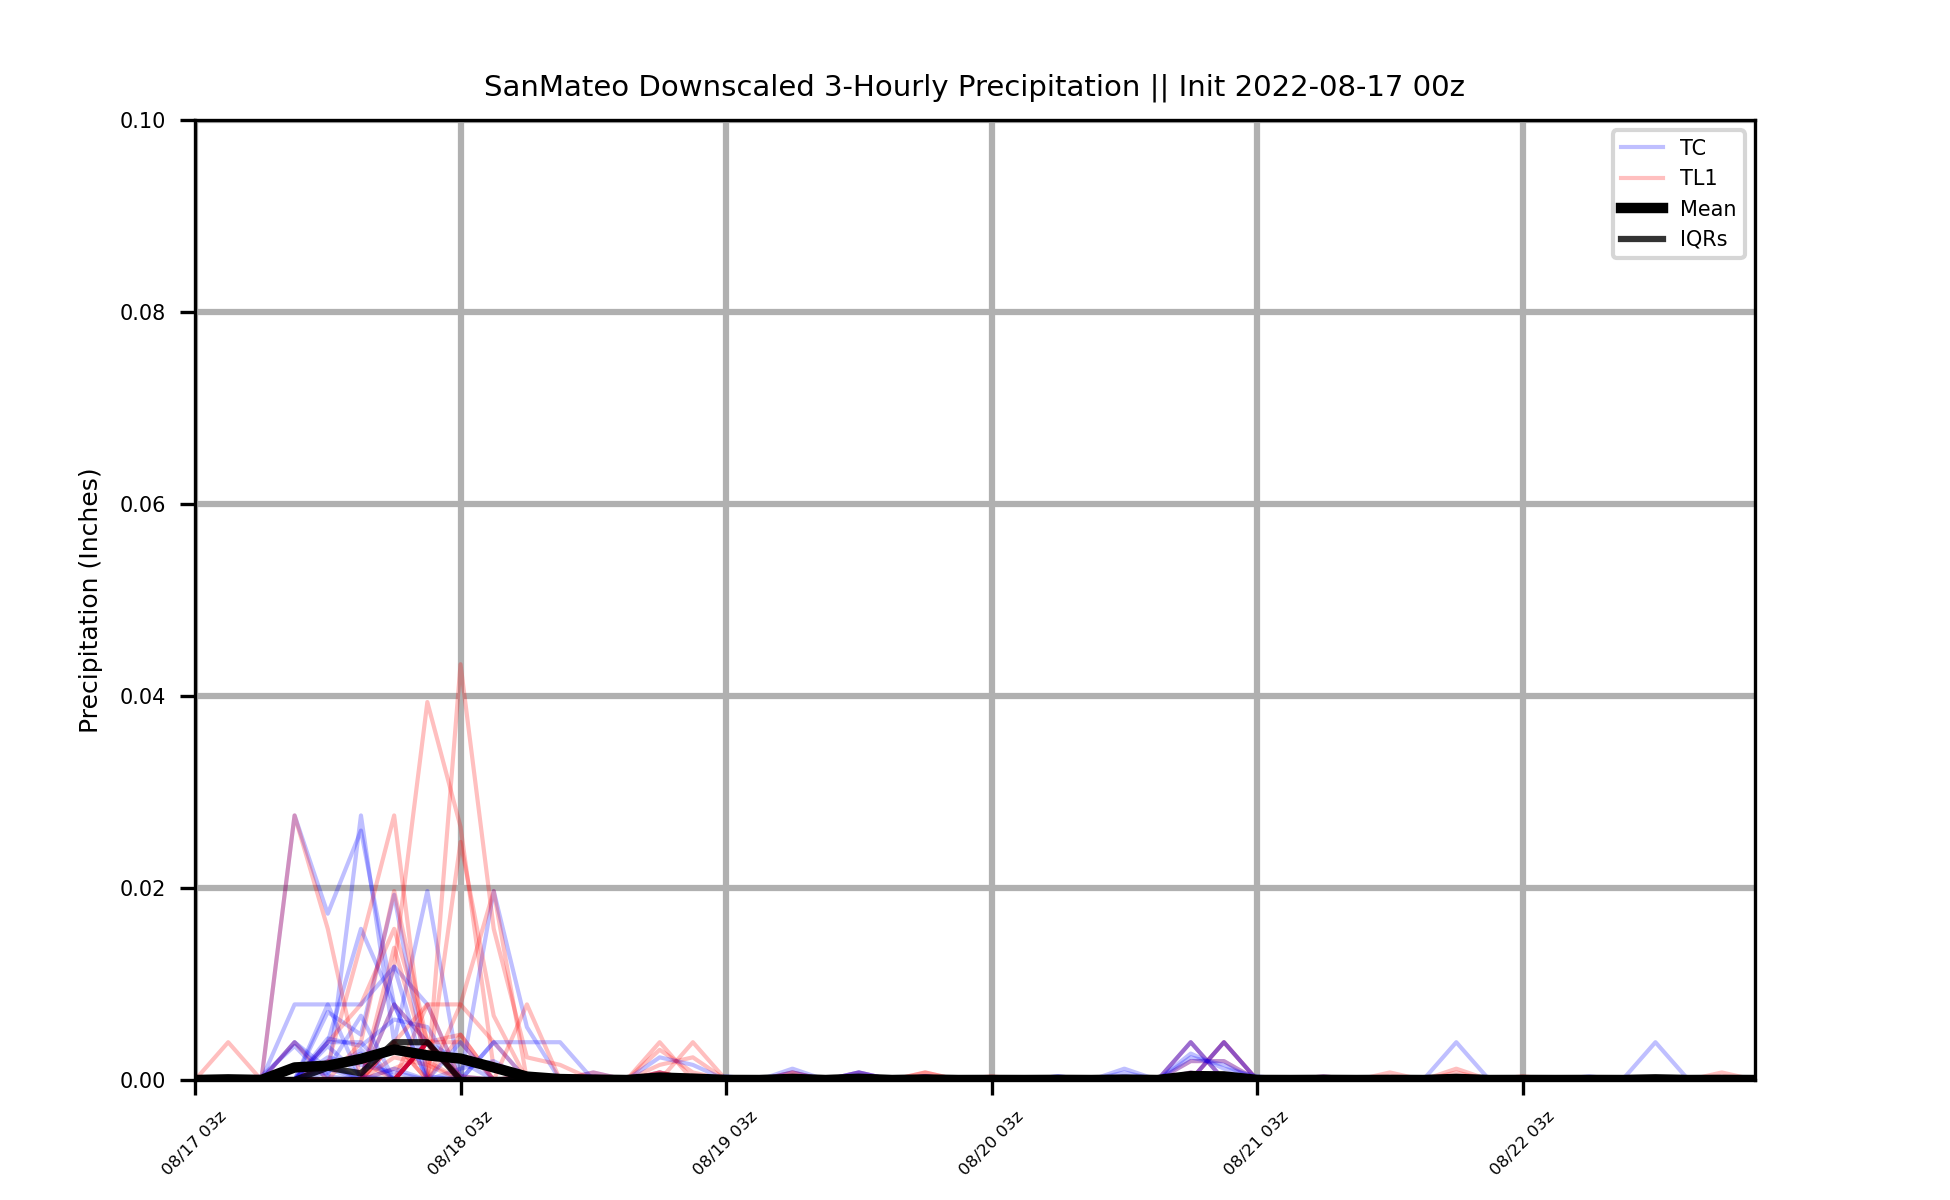 SanMateo Downscaled 3-Hourly Precipitation || Init 2022-08-17 00z
TC
TL1
Mean
IQRs
Precipitation (Inches)
0.10
0.08
0.06
0.04
0.02
0.00
08/17 03z
08/18 03z
08/19 03z
08/20 03z
08/21 03z
08/22 03z